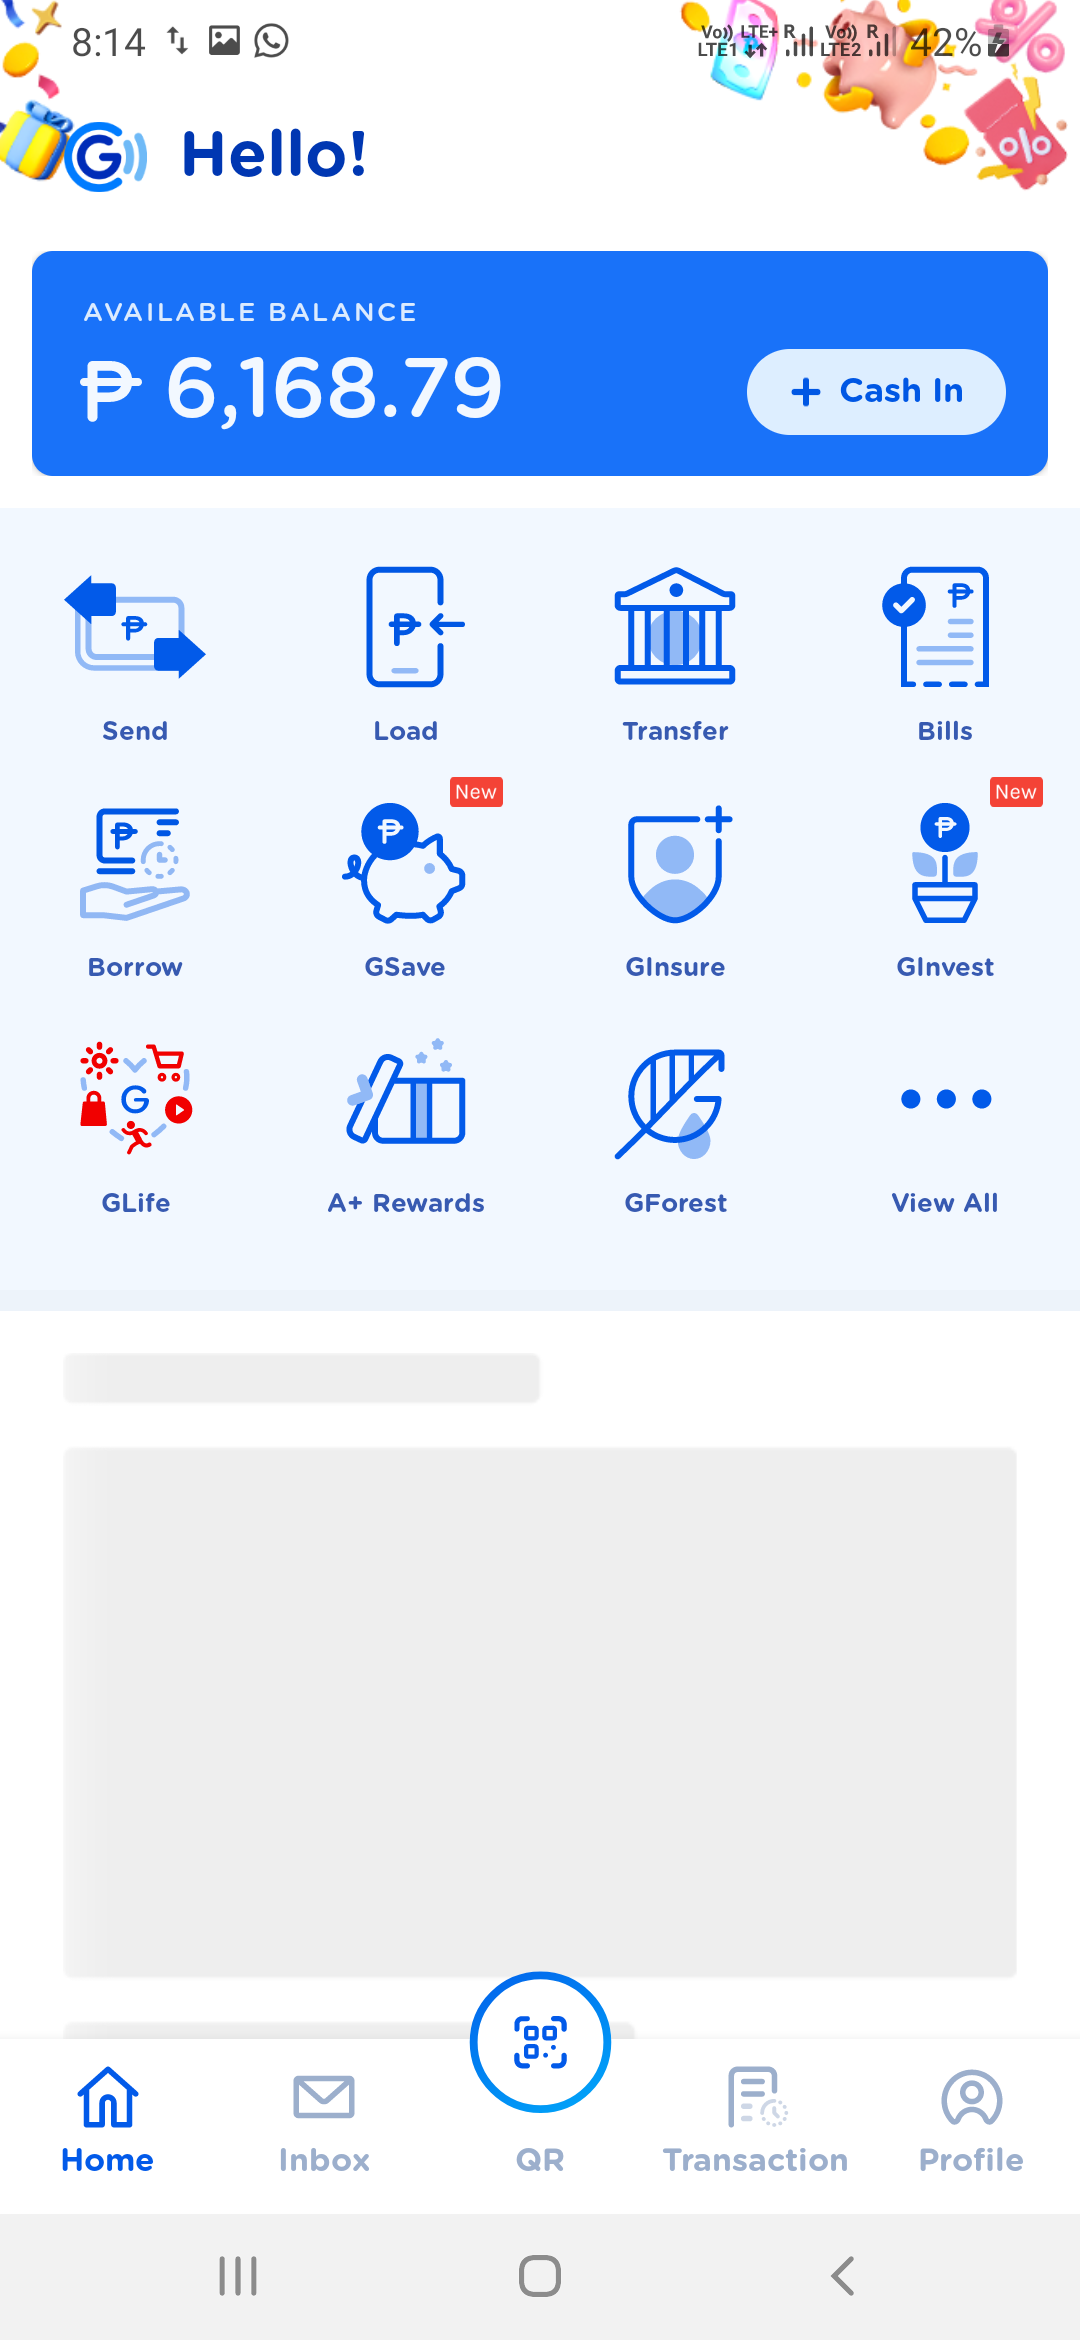 8:14
Vo)) LTE+ R Vo)) R
LTE1 LTE2 42%
G Hello!
AVAILABLE BALANCE
₱ 6,168.79
+ Cash In
Send Load Transfer Bills
New New
Borrow GSave GInsure GInvest
GLife A+ Rewards GForest View All
Home Inbox QR Transaction Profile